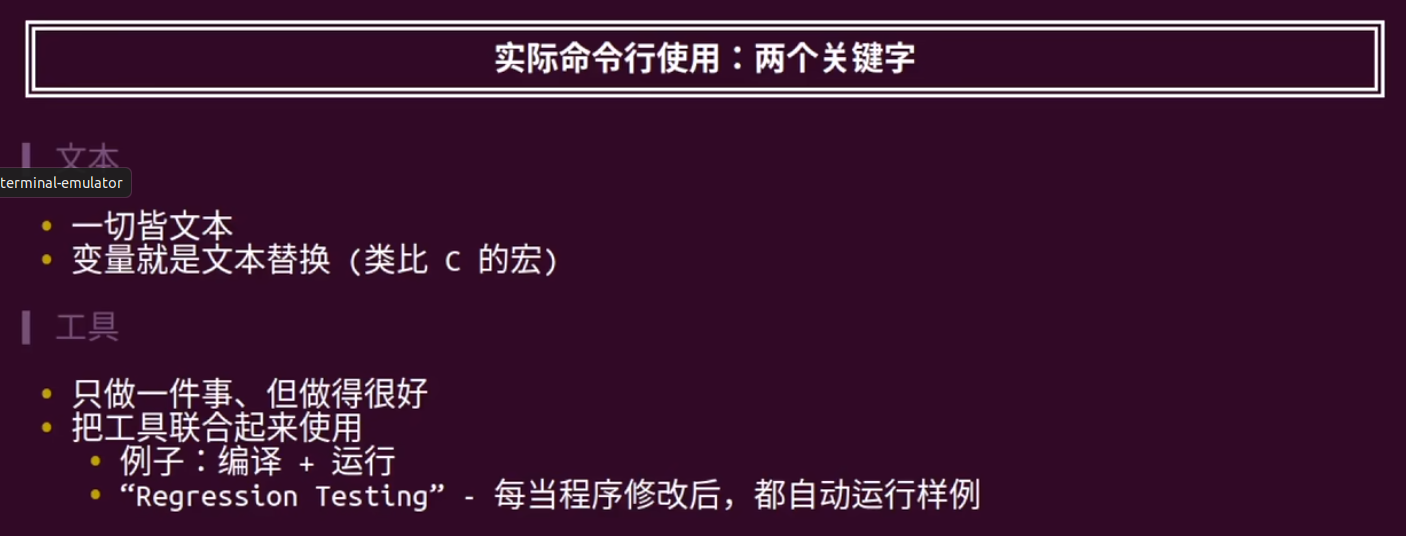 实际命令行使用：两个关键字
文本
terminal-emulator
一切皆文本
变量就是文本替换 (类比 C 的宏)
工具
只做一件事、但做得很好
把工具联合起来使用
例子：编译 + 运行
“Regression Testing” - 每当程序修改后，都自动运行样例